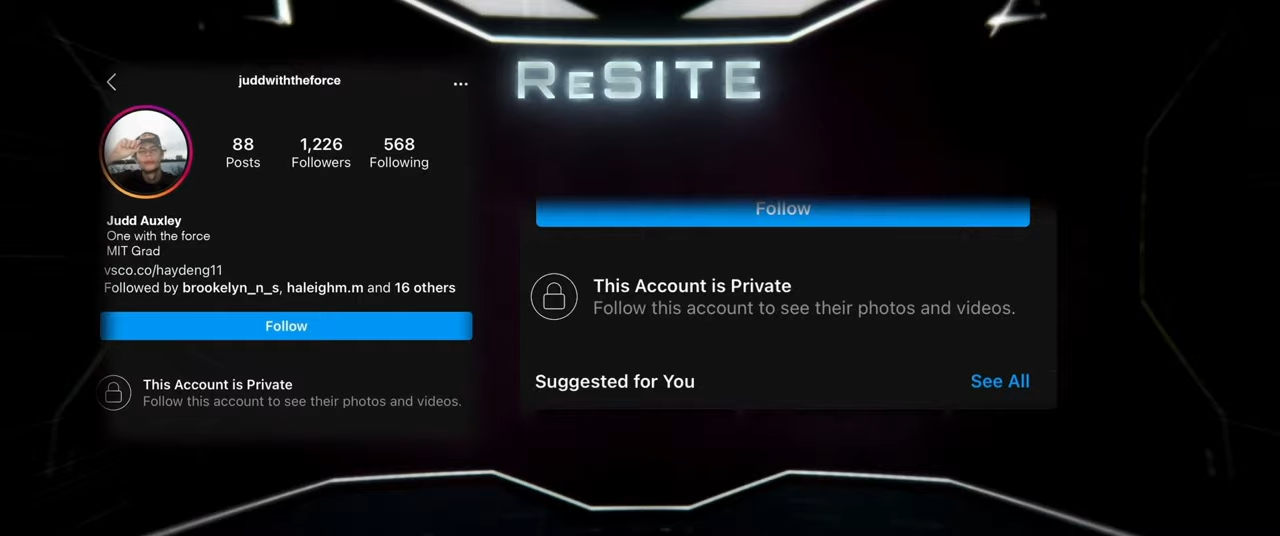 ReSITE
juddwiththeforce
88
Posts
1,226
Followers
568
Following
Judd Auxley
One with the force
MIT Grad
vsco.co/haydeng11
Followed by brookelyn_n_s, haleighm.m and 16 others
Follow
This Account is Private
Follow this account to see their photos and videos.
Follow
This Account is Private
Follow this account to see their photos and videos.
Suggested for You
See All